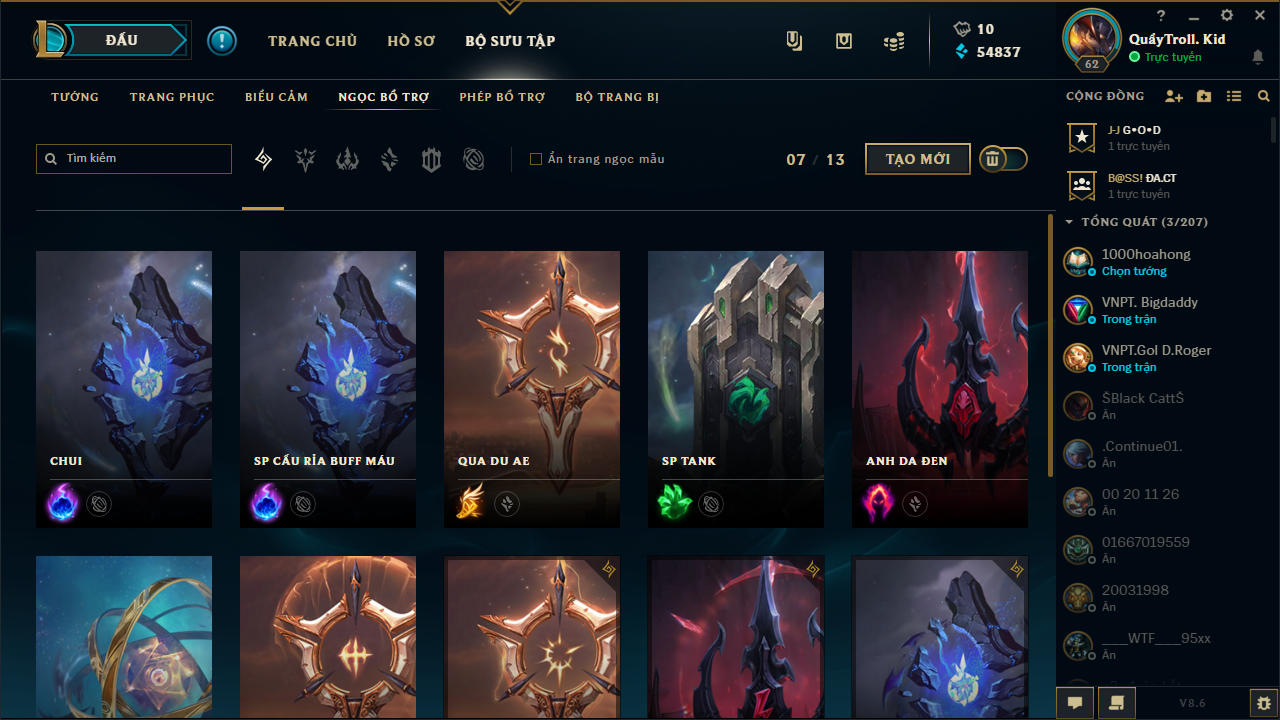 ĐẤU
TRANG CHỦ
HỒ SƠ
BỘ SƯU TẬP
10
54837
QuẩyTroll. Kid
Trực tuyến
62
TƯỚNG
TRANG PHỤC
BIỂU CẢM
NGỌC BỔ TRỢ
PHÉP BỔ TRỢ
BỘ TRANG BỊ
Tìm kiếm
Ẩn trang ngọc mẫu
07 / 13
TẠO MỚI
CHUI
SP CẤU RỈA BUFF MÁU
QUA DU AE
SP TANK
ANH DA ĐEN
CỘNG ĐỒNG
J-J G•O•D
1 trực tuyến
B@SS! ĐA.CT
1 trực tuyến
TỔNG QUÁT (3/207)
1000hoahong
Chọn tướng
VNPT. Bigdaddy
Trong trận
VNPT.Gol D.Roger
Trong trận
ŠBlack CattŠ
Ẩn
.Continue01.
Ẩn
00 20 11 26
Ẩn
01667019559
Ẩn
20031998
Ẩn
___WTF___95xx
Ẩn
V8.6